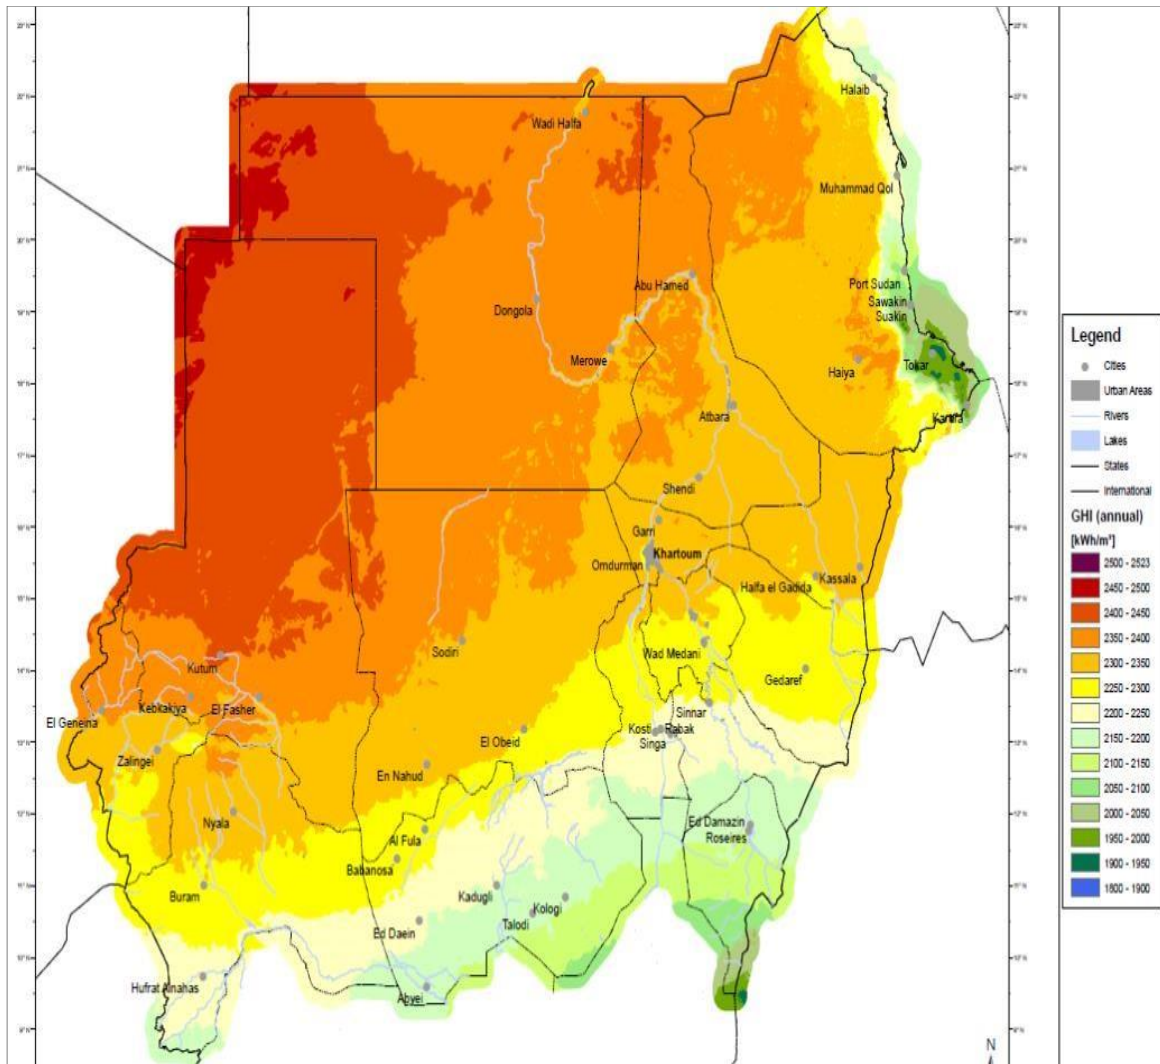 Halaib
Wadi Halfa
Muhammad Qol
Port Sudan
Abu Hamed
Sawakin
Dongola
Suakin
Merowe
Haiya
Tokar
Atbara
Shendi
Garri
Khartoum
Omdurman
Halfa el Gadida
Kassala
Sodiri
Wad Medani
Kutum
Gedaref
Kebkakiya
El Fasher
El Geneina
Sinnar
Kosti
Rabak
El Obeid
Singa
Zalingei
En Nahud
Nyala
Ed Damazin
Al Fula
Roseires
Babanosa
Buram
Kadugli
Kologi
Talodi
Ed Daein
Hufrat Alnahas
Abyei
N
Legend
Cities
Urban Areas
Rivers
Lakes
States
International
GHI (annual)
[kWh/m²]
2500 - 2523
2450 - 2500
2400 - 2450
2350 - 2400
2300 - 2350
2250 - 2300
2200 - 2250
2150 - 2200
2100 - 2150
2050 - 2100
2000 - 2050
1950 - 2000
1900 - 1950
1800 - 1900